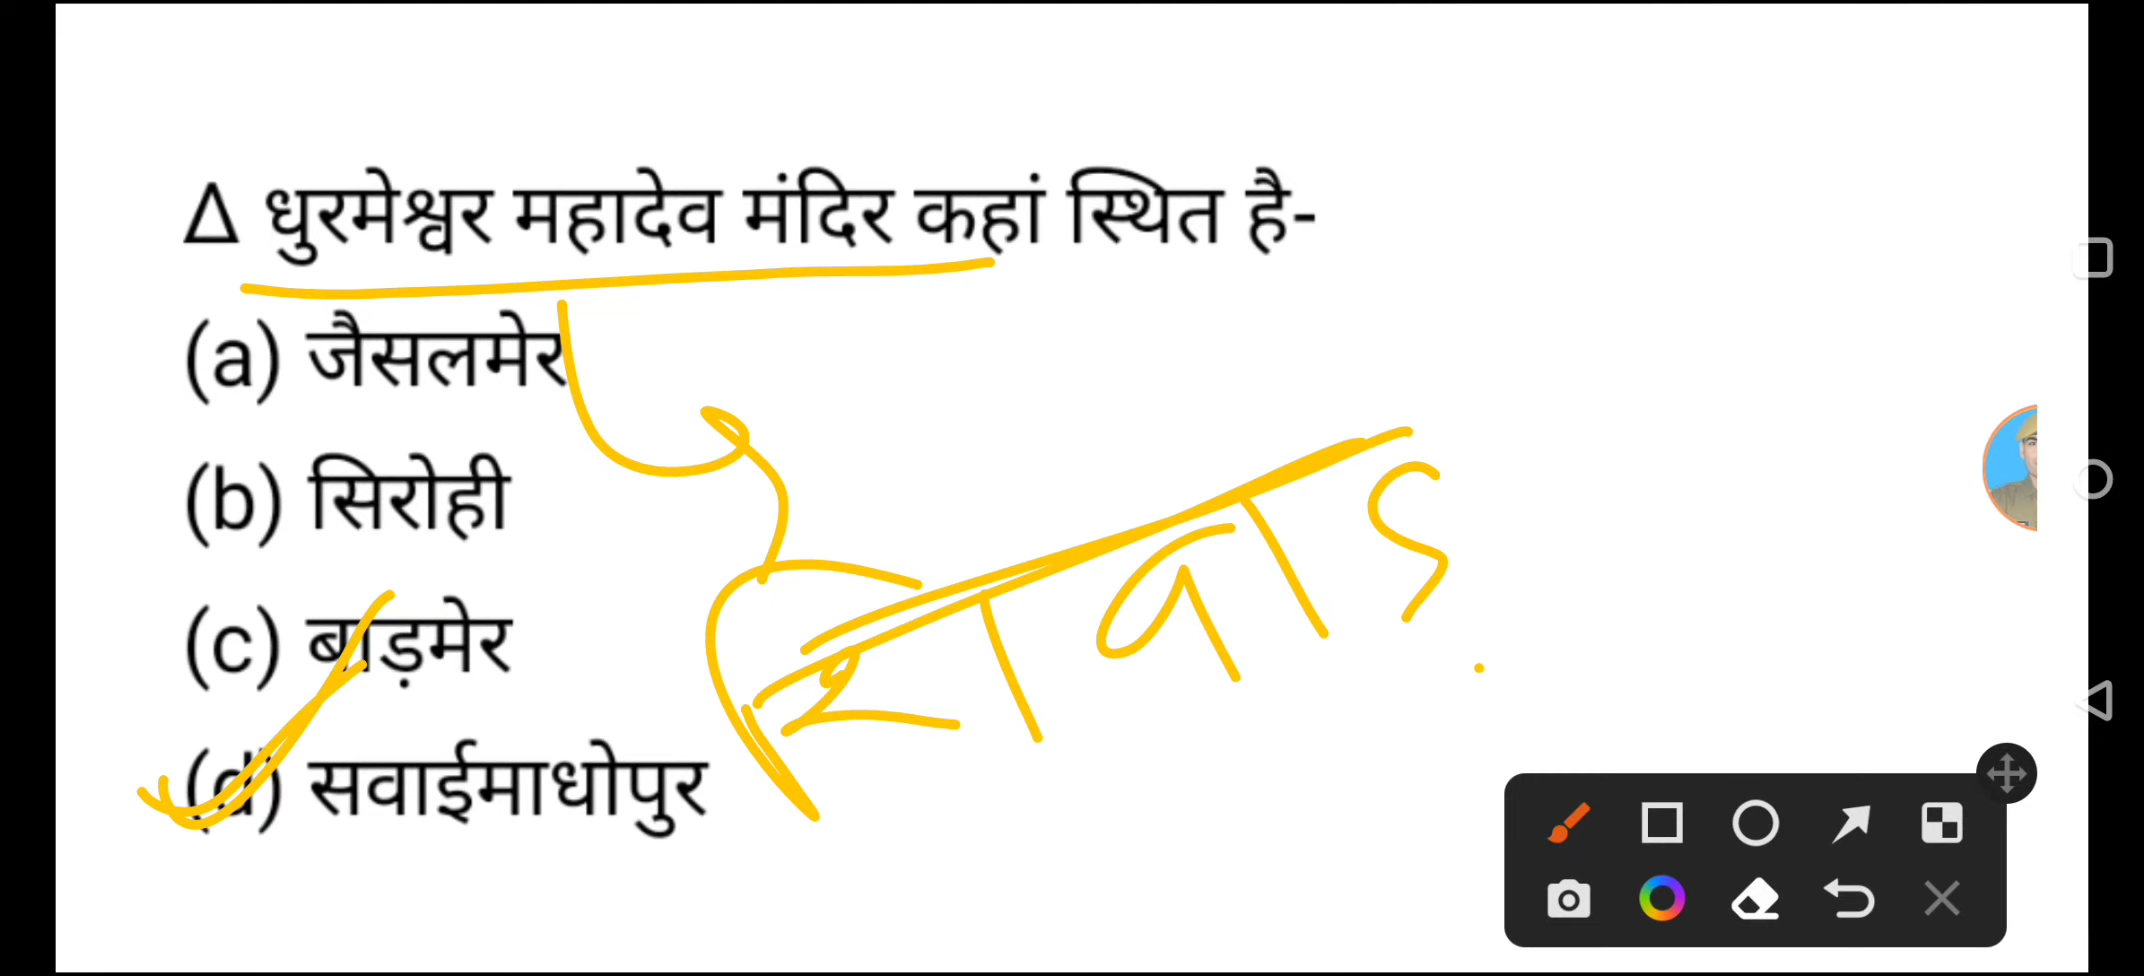 ∆ धुरमेश्वर महादेव मंदिर कहां स्थित है-
(a) जैसलमेर
(b) सिरोही
(c) बाड़मेर
(d) सवाईमाधोपुर